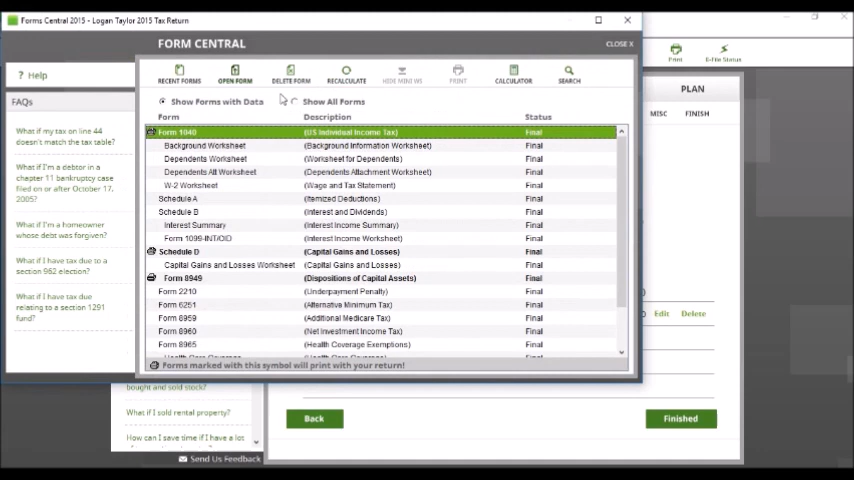 Forms Central 2015 - Logan Taylor 2015 Tax Return
FORM CENTRAL
CLOSE X
? Help
RECENT FORMS
OPEN FORM
DELETE FORM
RECALCULATE
HIDE MINI WS
PRINT
CALCULATOR
SEARCH
Print
E-File Status
FAQs
What if my tax on line 44
doesn't match the tax table?
What if I'm a debtor in a
chapter 11 bankruptcy case
filed on or after October 17,
2005?
What if I'm a homeowner
whose debt was forgiven?
What if I have tax due to a
section 962 election?
What if I have tax due
relating to a section 1291
fund?
Show Forms with Data
Show All Forms
Form Description Status
Form 1040 (US Individual Income Tax) Final
Background Worksheet (Background Information Worksheet) Final
Dependents Worksheet (Worksheet for Dependents) Final
Dependents Att Worksheet (Dependents Attachment Worksheet) Final
W-2 Worksheet (Wage and Tax Statement) Final
Schedule A (Itemized Deductions) Final
Schedule B (Interest and Dividends) Final
Interest Summary (Interest Income Summary) Final
Form 1099-INT/OID (Interest Income Worksheet) Final
Schedule D (Capital Gains and Losses) Final
Capital Gains and Losses Worksheet (Capital Gains and Losses) Final
Form 8949 (Dispositions of Capital Assets) Final
Form 2210 (Underpayment Penalty) Final
Form 6251 (Alternative Minimum Tax) Final
Form 8959 (Additional Medicare Tax) Final
Form 8960 (Net Investment Income Tax) Final
Form 8965 (Health Coverage Exemptions) Final
Forms marked with this symbol will print with your return!
PLAN
MISC
FINISH
Edit
Delete
bought and sold stock?
What if I sold rental property?
How can I save time if I have a lot
Send Us Feedback
Back
Finished